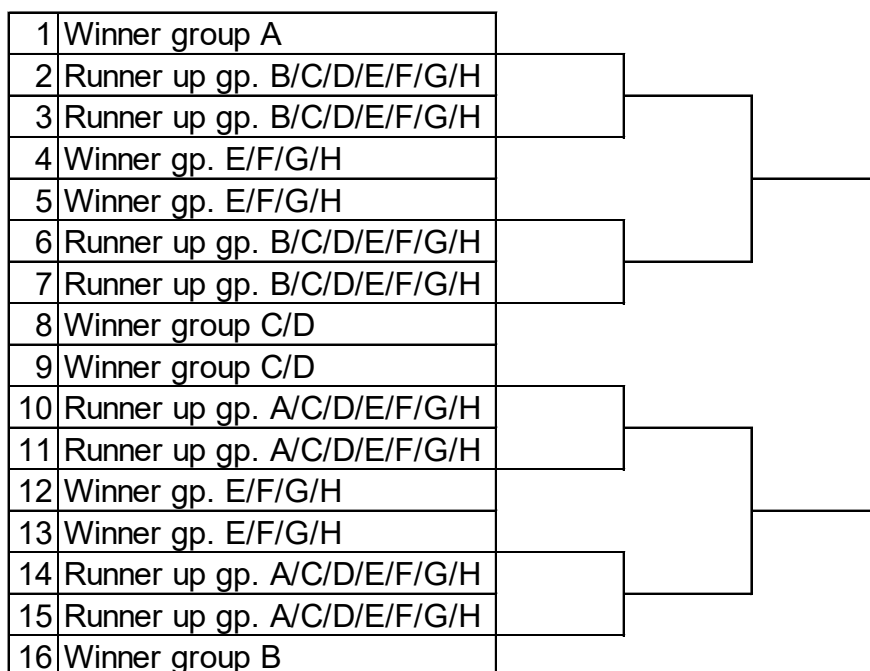 1 Winner group A
2 Runner up gp. B/C/D/E/F/G/H
3 Runner up gp. B/C/D/E/F/G/H
4 Winner gp. E/F/G/H
5 Winner gp. E/F/G/H
6 Runner up gp. B/C/D/E/F/G/H
7 Runner up gp. B/C/D/E/F/G/H
8 Winner group C/D
9 Winner group C/D
10 Runner up gp. A/C/D/E/F/G/H
11 Runner up gp. A/C/D/E/F/G/H
12 Winner gp. E/F/G/H
13 Winner gp. E/F/G/H
14 Runner up gp. A/C/D/E/F/G/H
15 Runner up gp. A/C/D/E/F/G/H
16 Winner group B